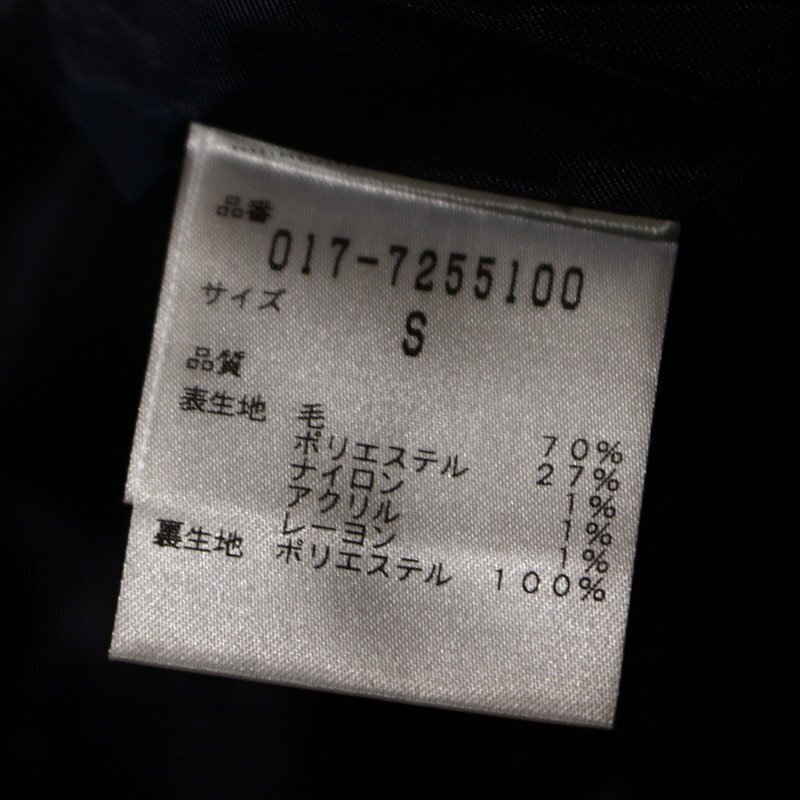 品番
017-7255100
サイズ
S
品質
表生地 毛 70%
ポリエステル 27%
ナイロン 1%
アクリル 1%
レーヨン 1%
裏生地 ポリエステル 100%